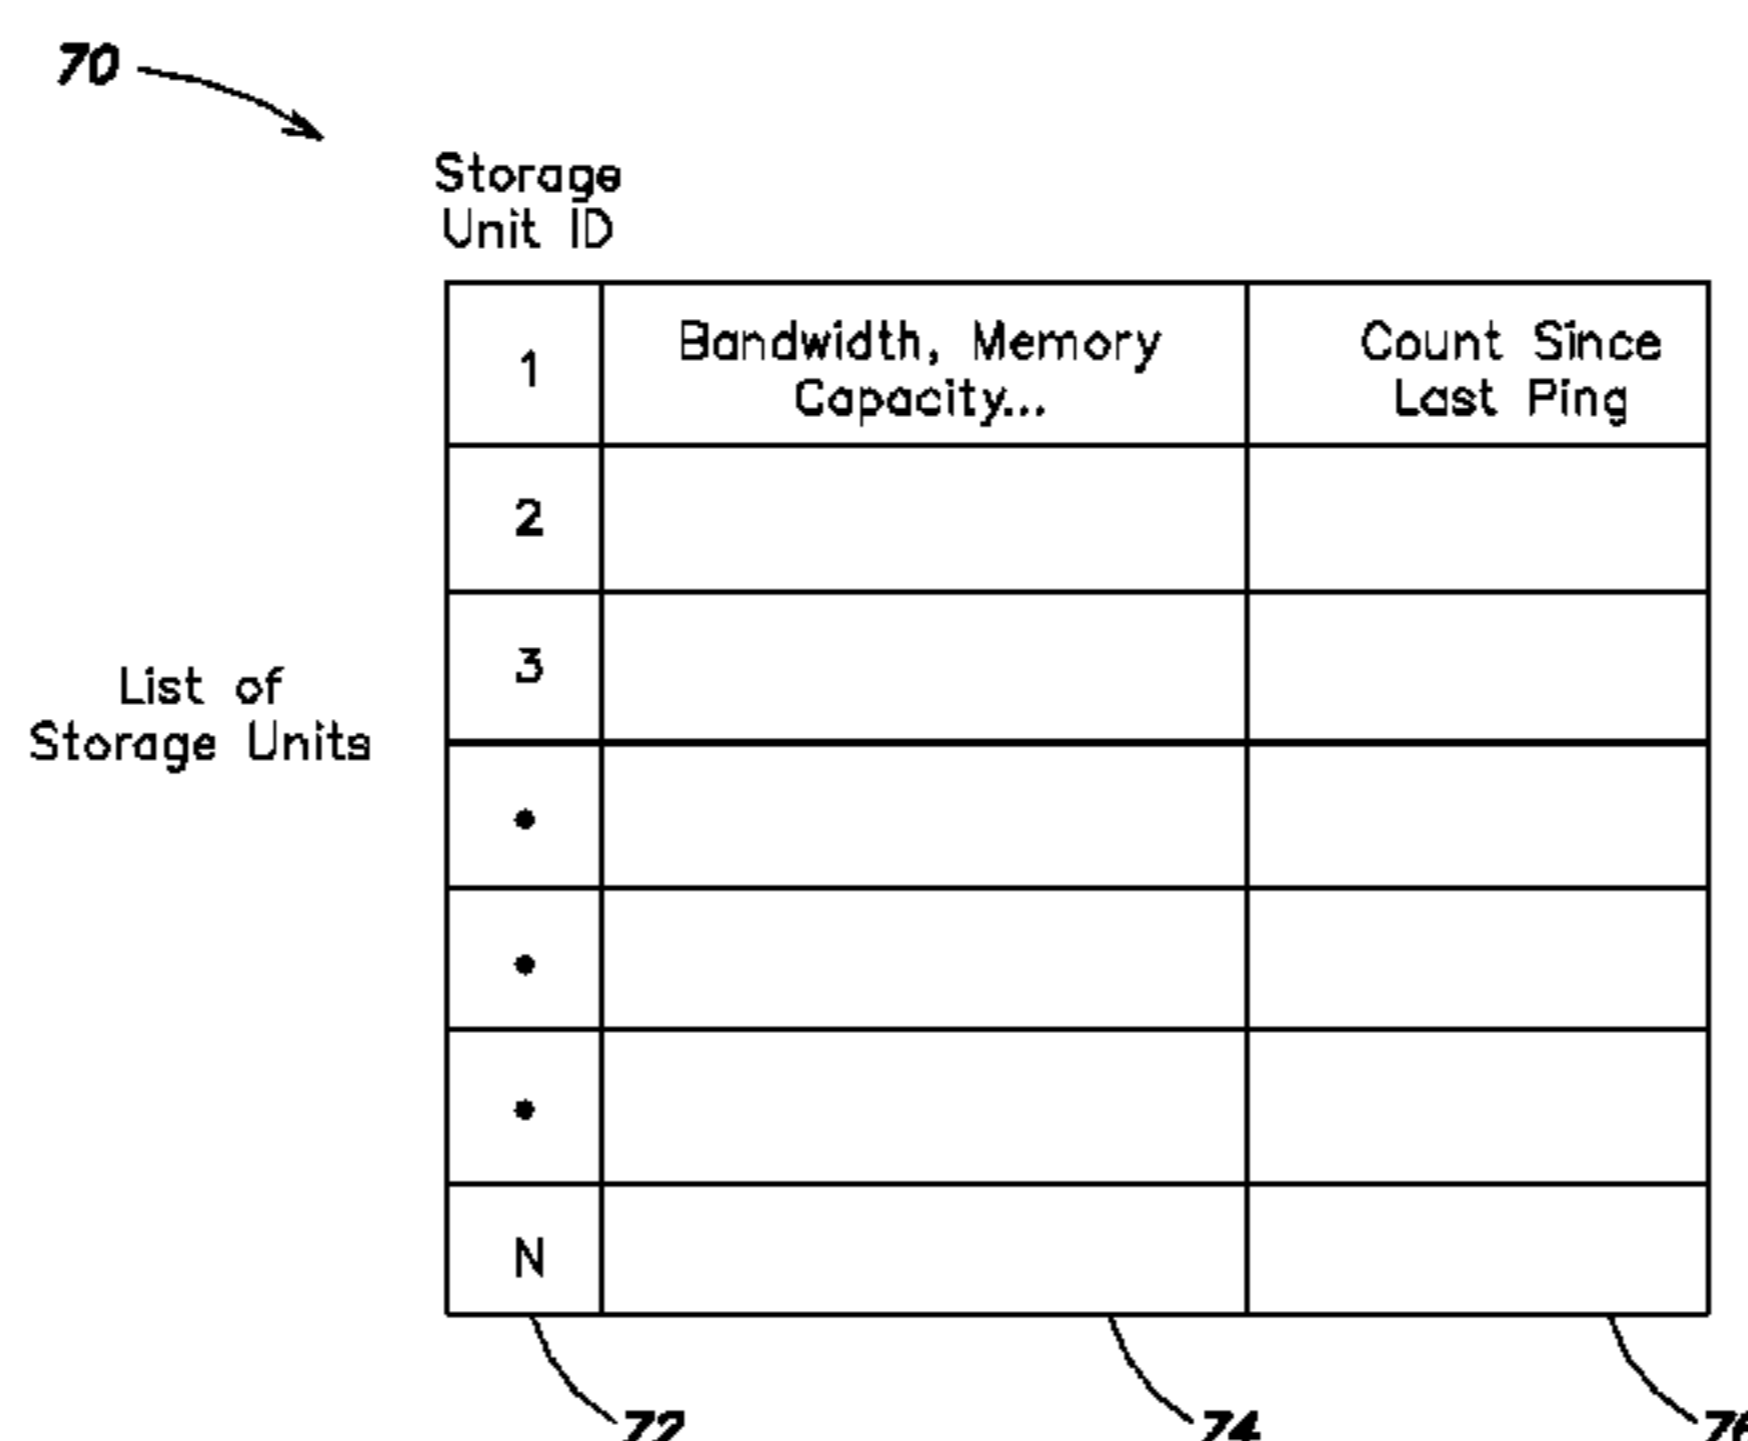 70
Storage
Unit ID
1
Bandwidth, Memory
Capacity...
Count Since
Last Ping
2
3
List of
Storage Units
N
72
74
76